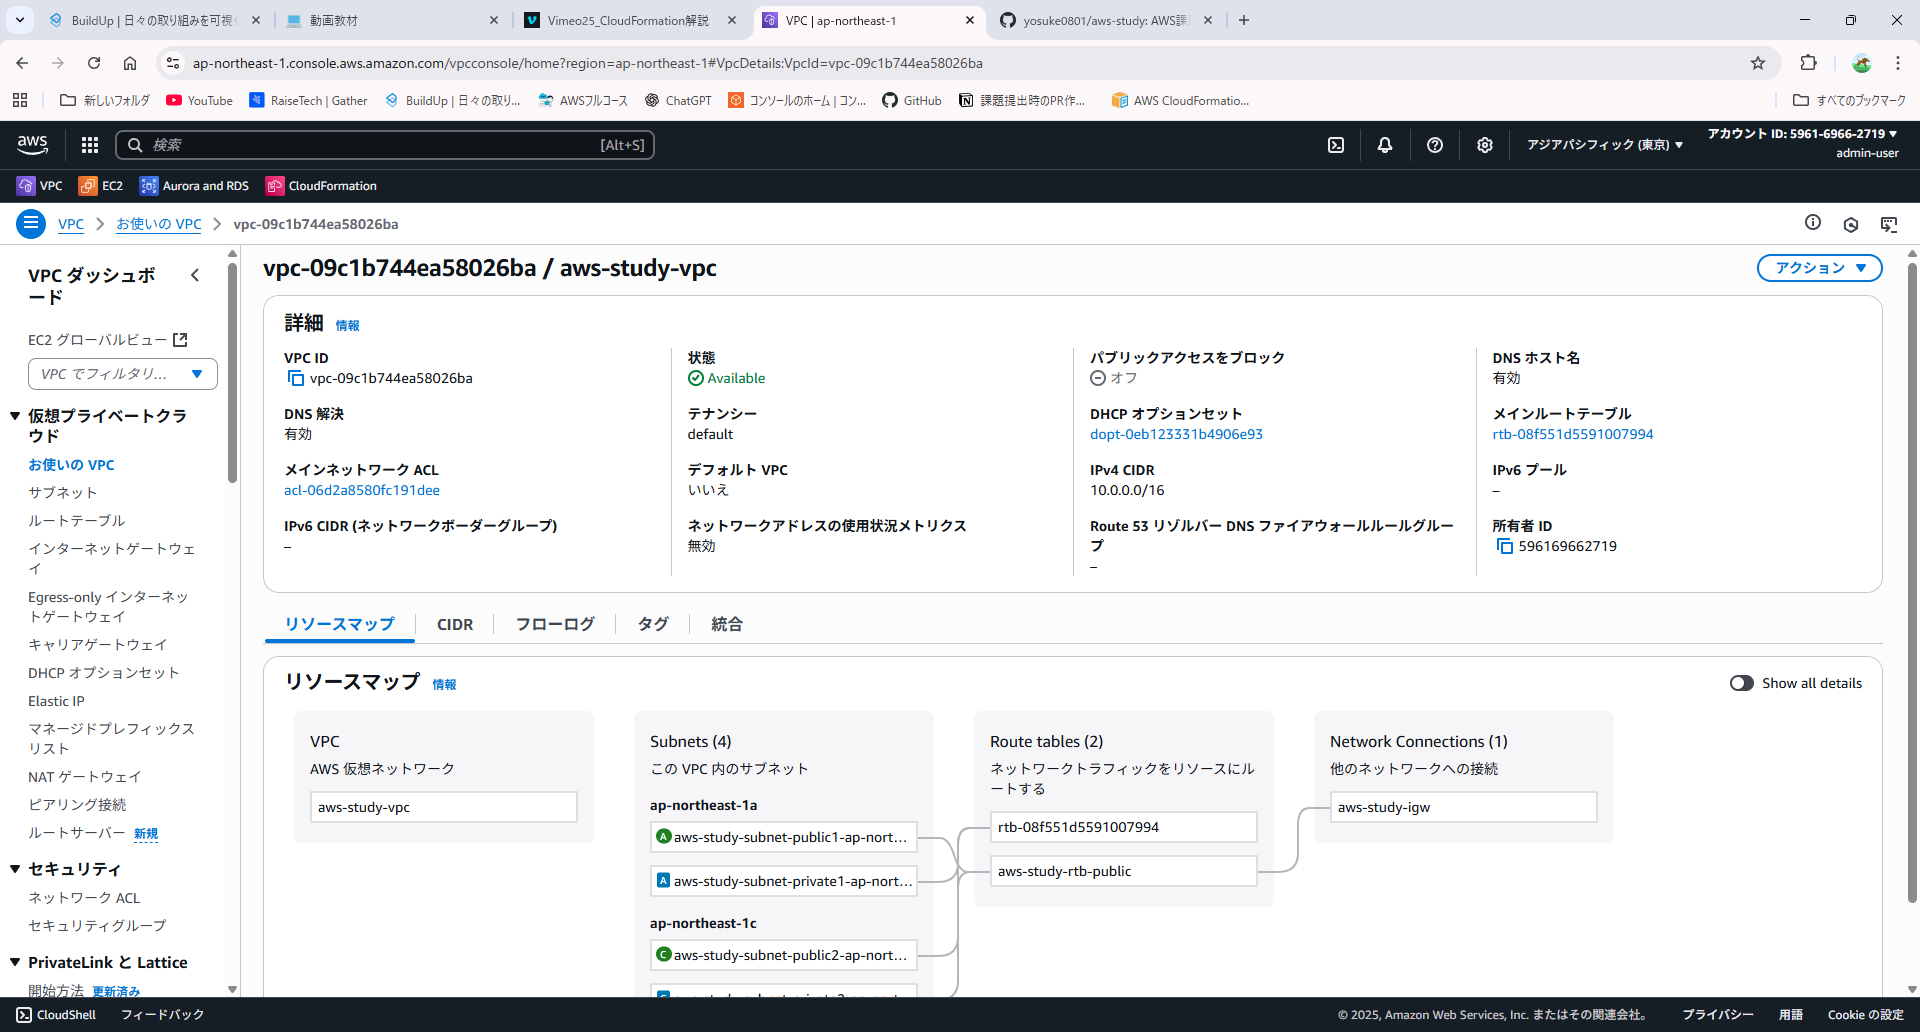 BuildUp | 日々の取り組みを可視
動画教材
Vimeo25_CloudFormation解説
VPC | ap-northeast-1
yosuke0801/aws-study: AWS課
ap-northeast-1.console.aws.amazon.com/vpcconsole/home?region=ap-northeast-1#VpcDetails:VpcId=vpc-09c1b744ea58026ba
新しいフォルダ
YouTube
RaiseTech | Gather
BuildUp | 日々の取り...
AWSフルコース
ChatGPT
コンソールのホーム | コン...
GitHub
課題提出時のPR作...
AWS CloudFormatio...
すべてのブックマーク
aws
検索
[Alt+S]
アジアパシフィック (東京)
アカウント ID: 5961-6966-2719
admin-user
VPC
EC2
Aurora and RDS
CloudFormation
VPC
お使いの VPC
vpc-09c1b744ea58026ba
VPC ダッシュボ
ード
EC2 グローバルビュー
VPC でフィルタリ...
仮想プライベートクラ
ウド
お使いの VPC
サブネット
ルートテーブル
インターネットゲートウェ
イ
Egress-only インターネッ
トゲートウェイ
キャリアゲートウェイ
DHCP オプションセット
Elastic IP
マネージドプレフィックス
リスト
NAT ゲートウェイ
ピアリング接続
ルートサーバー 新規
セキュリティ
ネットワーク ACL
セキュリティグループ
PrivateLink と Lattice
開始方法 更新済み
vpc-09c1b744ea58026ba / aws-study-vpc
アクション
詳細 情報
VPC ID
vpc-09c1b744ea58026ba
状態
Available
パブリックアクセスをブロック
オフ
DNS ホスト名
有効
DNS 解決
有効
テナンシー
default
DHCP オプションセット
dopt-0eb123331b4906e93
メインルートテーブル
rtb-08f551d5591007994
メインネットワーク ACL
acl-06d2a8580fc191dee
デフォルト VPC
いいえ
IPv4 CIDR
10.0.0.0/16
IPv6 プール
–
IPv6 CIDR (ネットワークボーダーグループ)
–
ネットワークアドレスの使用状況メトリクス
無効
Route 53 リゾルバー DNS ファイアウォールルールグルー
プ
–
所有者 ID
596169662719
リソースマップ
CIDR
フローログ
タグ
統合
リソースマップ 情報
Show all details
VPC
AWS 仮想ネットワーク
aws-study-vpc
Subnets (4)
この VPC 内のサブネット
ap-northeast-1a
A aws-study-subnet-public1-ap-nort...
A aws-study-subnet-private1-ap-nort...
ap-northeast-1c
C aws-study-subnet-public2-ap-nort...
Route tables (2)
ネットワークトラフィックをリソースにル
ートする
rtb-08f551d5591007994
aws-study-rtb-public
Network Connections (1)
他のネットワークへの接続
aws-study-igw
CloudShell
フィードバック
© 2025, Amazon Web Services, Inc. またはその関連会社。
プライバシー
用語
Cookie の設定